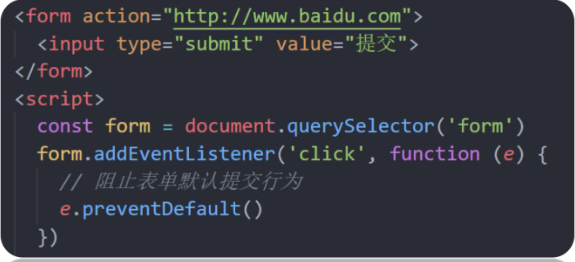 <form action="http://www.baidu.com">
  <input type="submit" value="提交">
</form>
<script>
  const form = document.querySelector('form')
  form.addEventListener('click', function (e) {
    // 阻止表单默认提交行为
    e.preventDefault()
  })